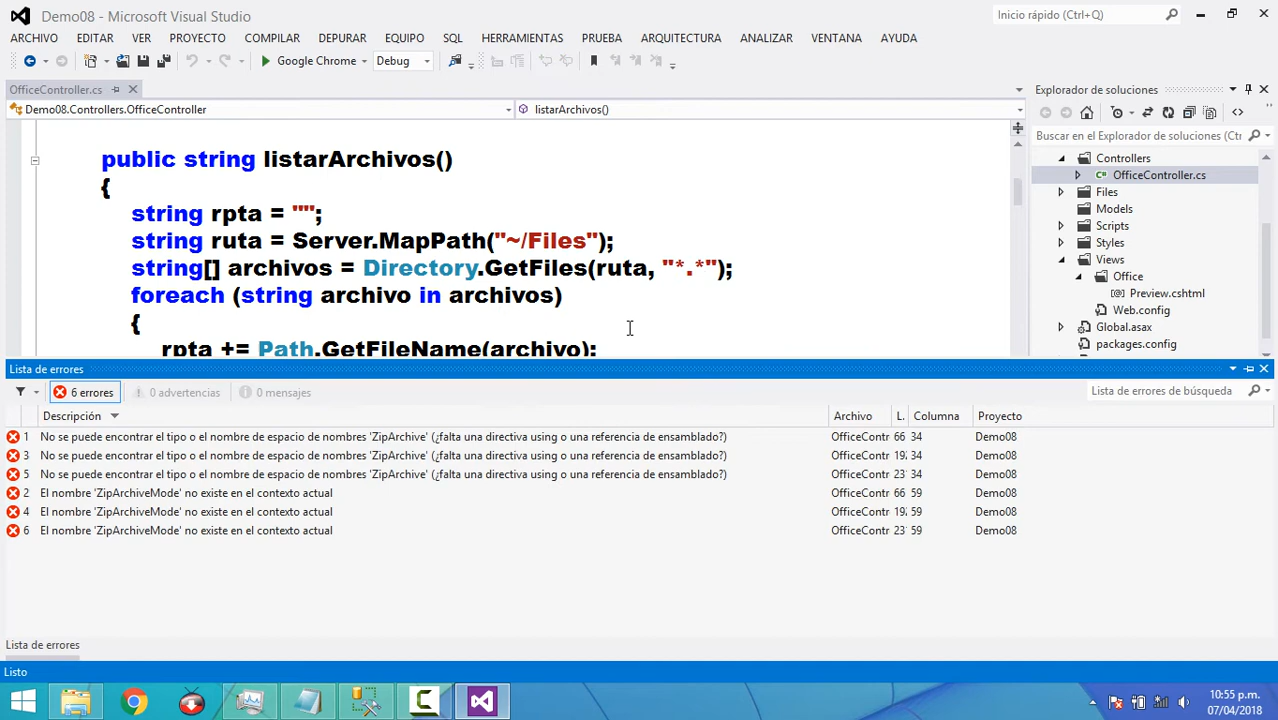 Demo08 - Microsoft Visual Studio
Inicio rápido (Ctrl+Q)
ARCHIVO EDITAR VER PROYECTO COMPILAR DEPURAR EQUIPO SQL HERRAMIENTAS PRUEBA ARQUITECTURA ANALIZAR VENTANA AYUDA
Google Chrome Debug
OfficeController.cs
Explorador de soluciones
Demo08.Controllers.OfficeController
listarArchivos()
Buscar en el Explorador de soluciones (Ctrl
Controllers
OfficeController.cs
Files
Models
Scripts
Styles
Views
Office
Preview.cshtml
Web.config
Global.asax
packages.config
public string listarArchivos()
{
string rpta = "";
string ruta = Server.MapPath("~/Files");
string[] archivos = Directory.GetFiles(ruta, "*.*");
foreach (string archivo in archivos)
{
rpta += Path.GetFileName(archivo);
Lista de errores
6 errores 0 advertencias 0 mensajes
Lista de errores de búsqueda
Descripción Archivo L. Columna Proyecto
1 No se puede encontrar el tipo o el nombre de espacio de nombres 'ZipArchive' (¿falta una directiva using o una referencia de ensamblado?) OfficeContr 66 34 Demo08
3 No se puede encontrar el tipo o el nombre de espacio de nombres 'ZipArchive' (¿falta una directiva using o una referencia de ensamblado?) OfficeContr 19 34 Demo08
5 No se puede encontrar el tipo o el nombre de espacio de nombres 'ZipArchive' (¿falta una directiva using o una referencia de ensamblado?) OfficeContr 23 34 Demo08
2 El nombre 'ZipArchiveMode' no existe en el contexto actual OfficeContr 66 59 Demo08
4 El nombre 'ZipArchiveMode' no existe en el contexto actual OfficeContr 19 59 Demo08
6 El nombre 'ZipArchiveMode' no existe en el contexto actual OfficeContr 23 59 Demo08
Lista de errores
Listo
10:55 p.m.
07/04/2018